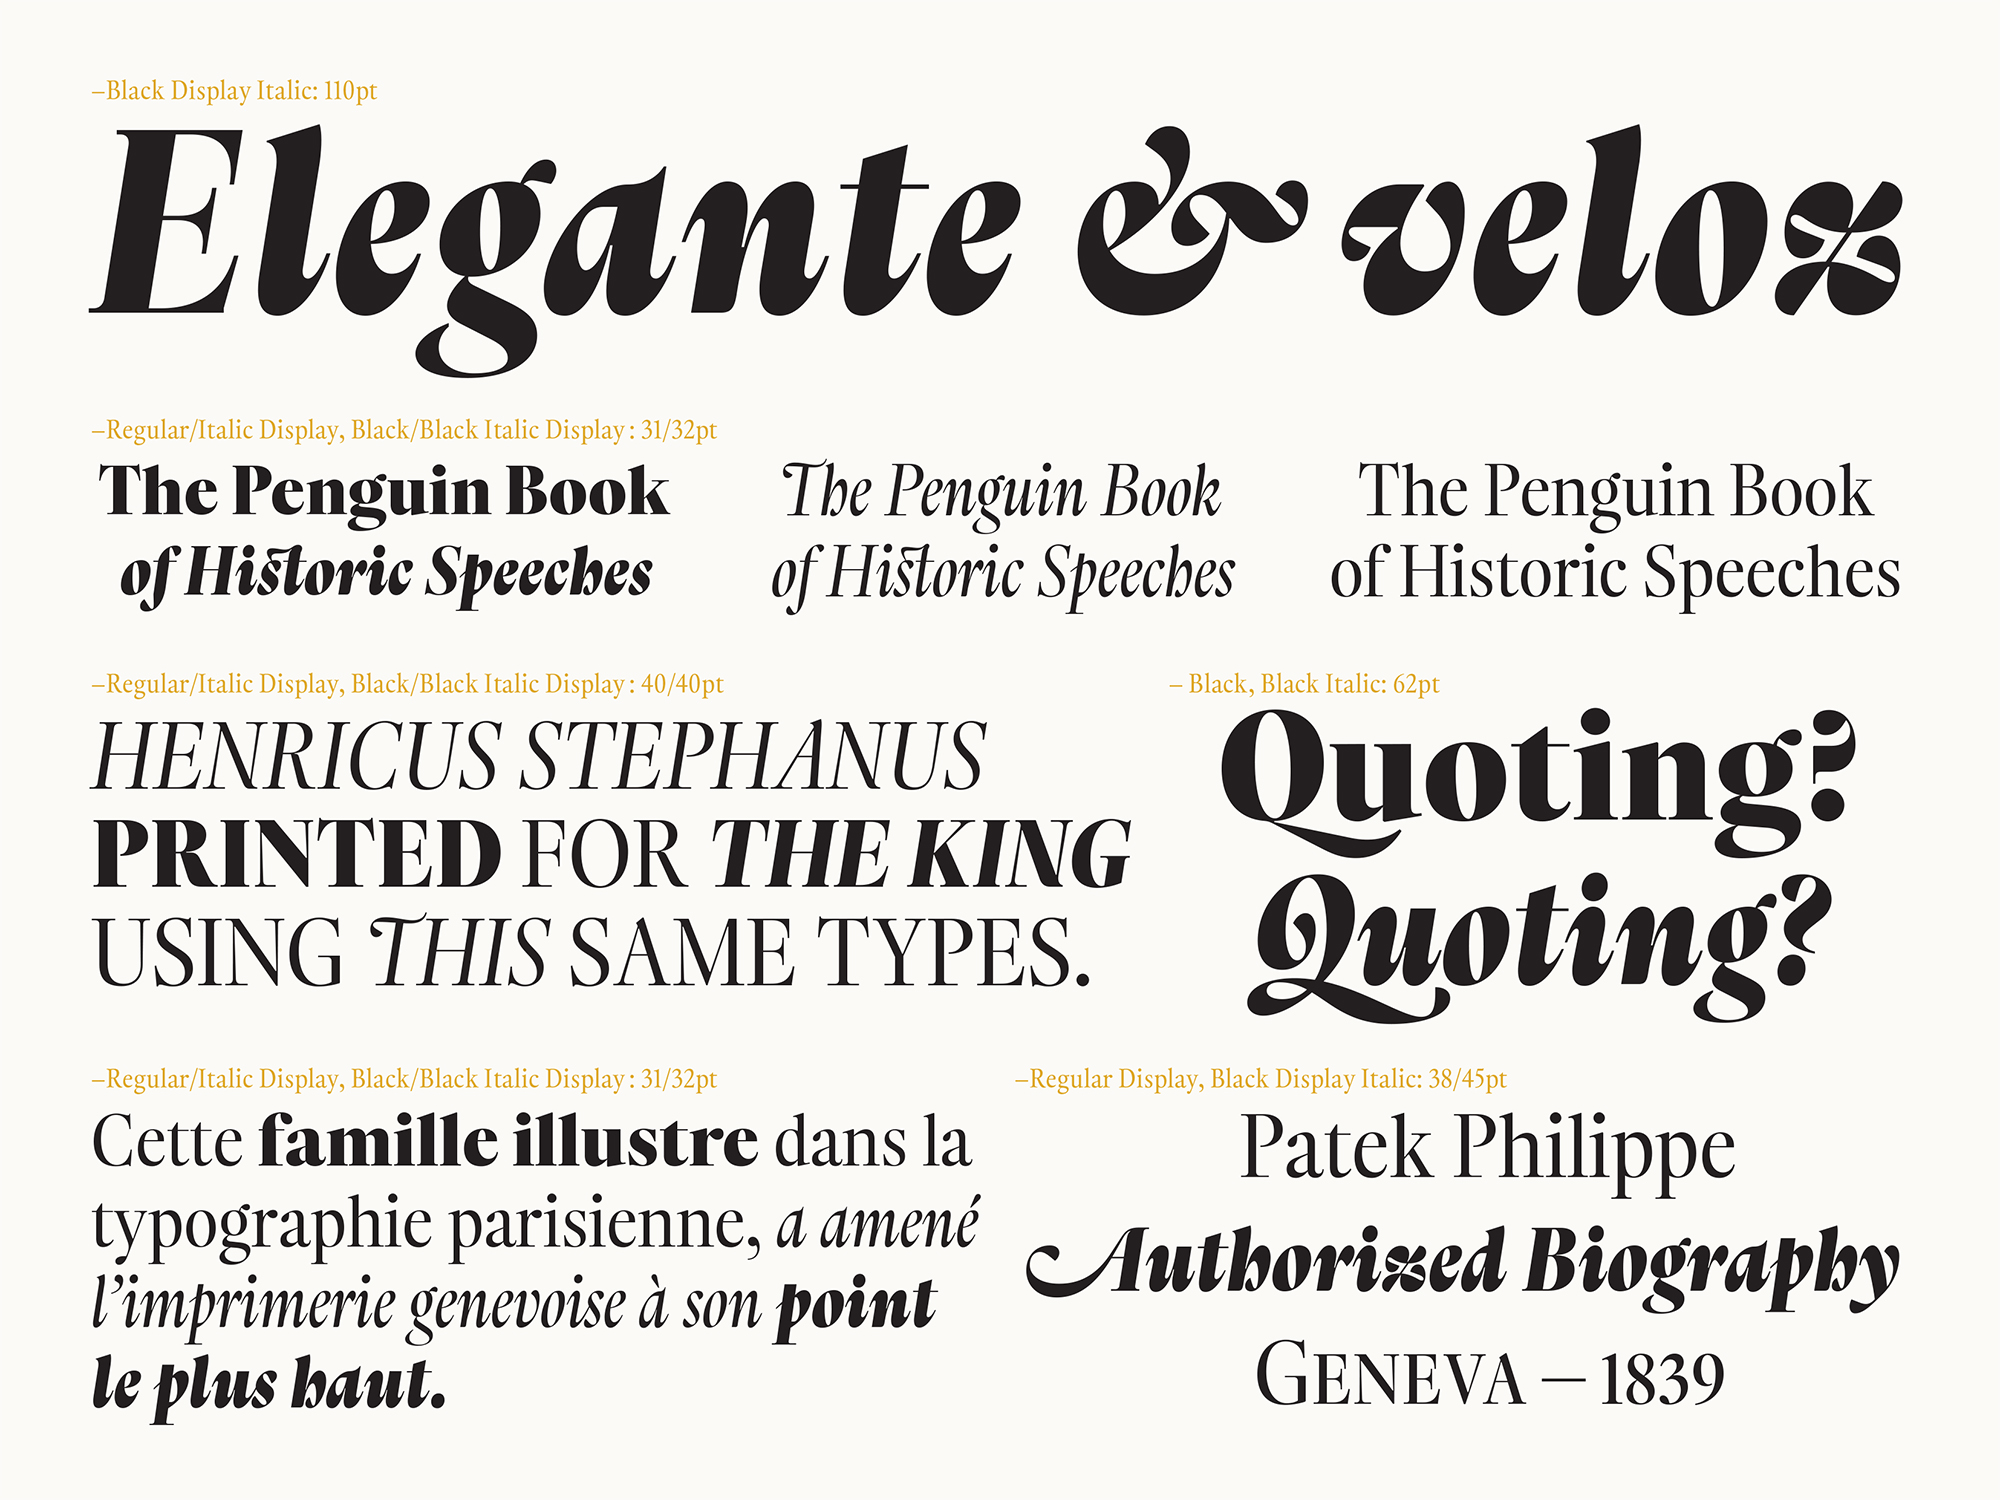 –Black Display Italic: 110pt
Elegante & velox
–Regular/Italic Display, Black/Black Italic Display : 31/32pt
The Penguin Book
of Historic Speeches
The Penguin Book
of Historic Speeches
The Penguin Book
of Historic Speeches
–Regular/Italic Display, Black/Black Italic Display : 40/40pt
HENRICUS STEPHANUS
PRINTED FOR THE KING
USING THIS SAME TYPES.
– Black, Black Italic: 62pt
Quoting?
Quoting?
–Regular/Italic Display, Black/Black Italic Display : 31/32pt
Cette famille illustre dans la
typographie parisienne, a amené
l’imprimerie genevoise à son point
le plus haut.
–Regular Display, Black Display Italic: 38/45pt
Patek Philippe
Authorized Biography
GENEVA – 1839